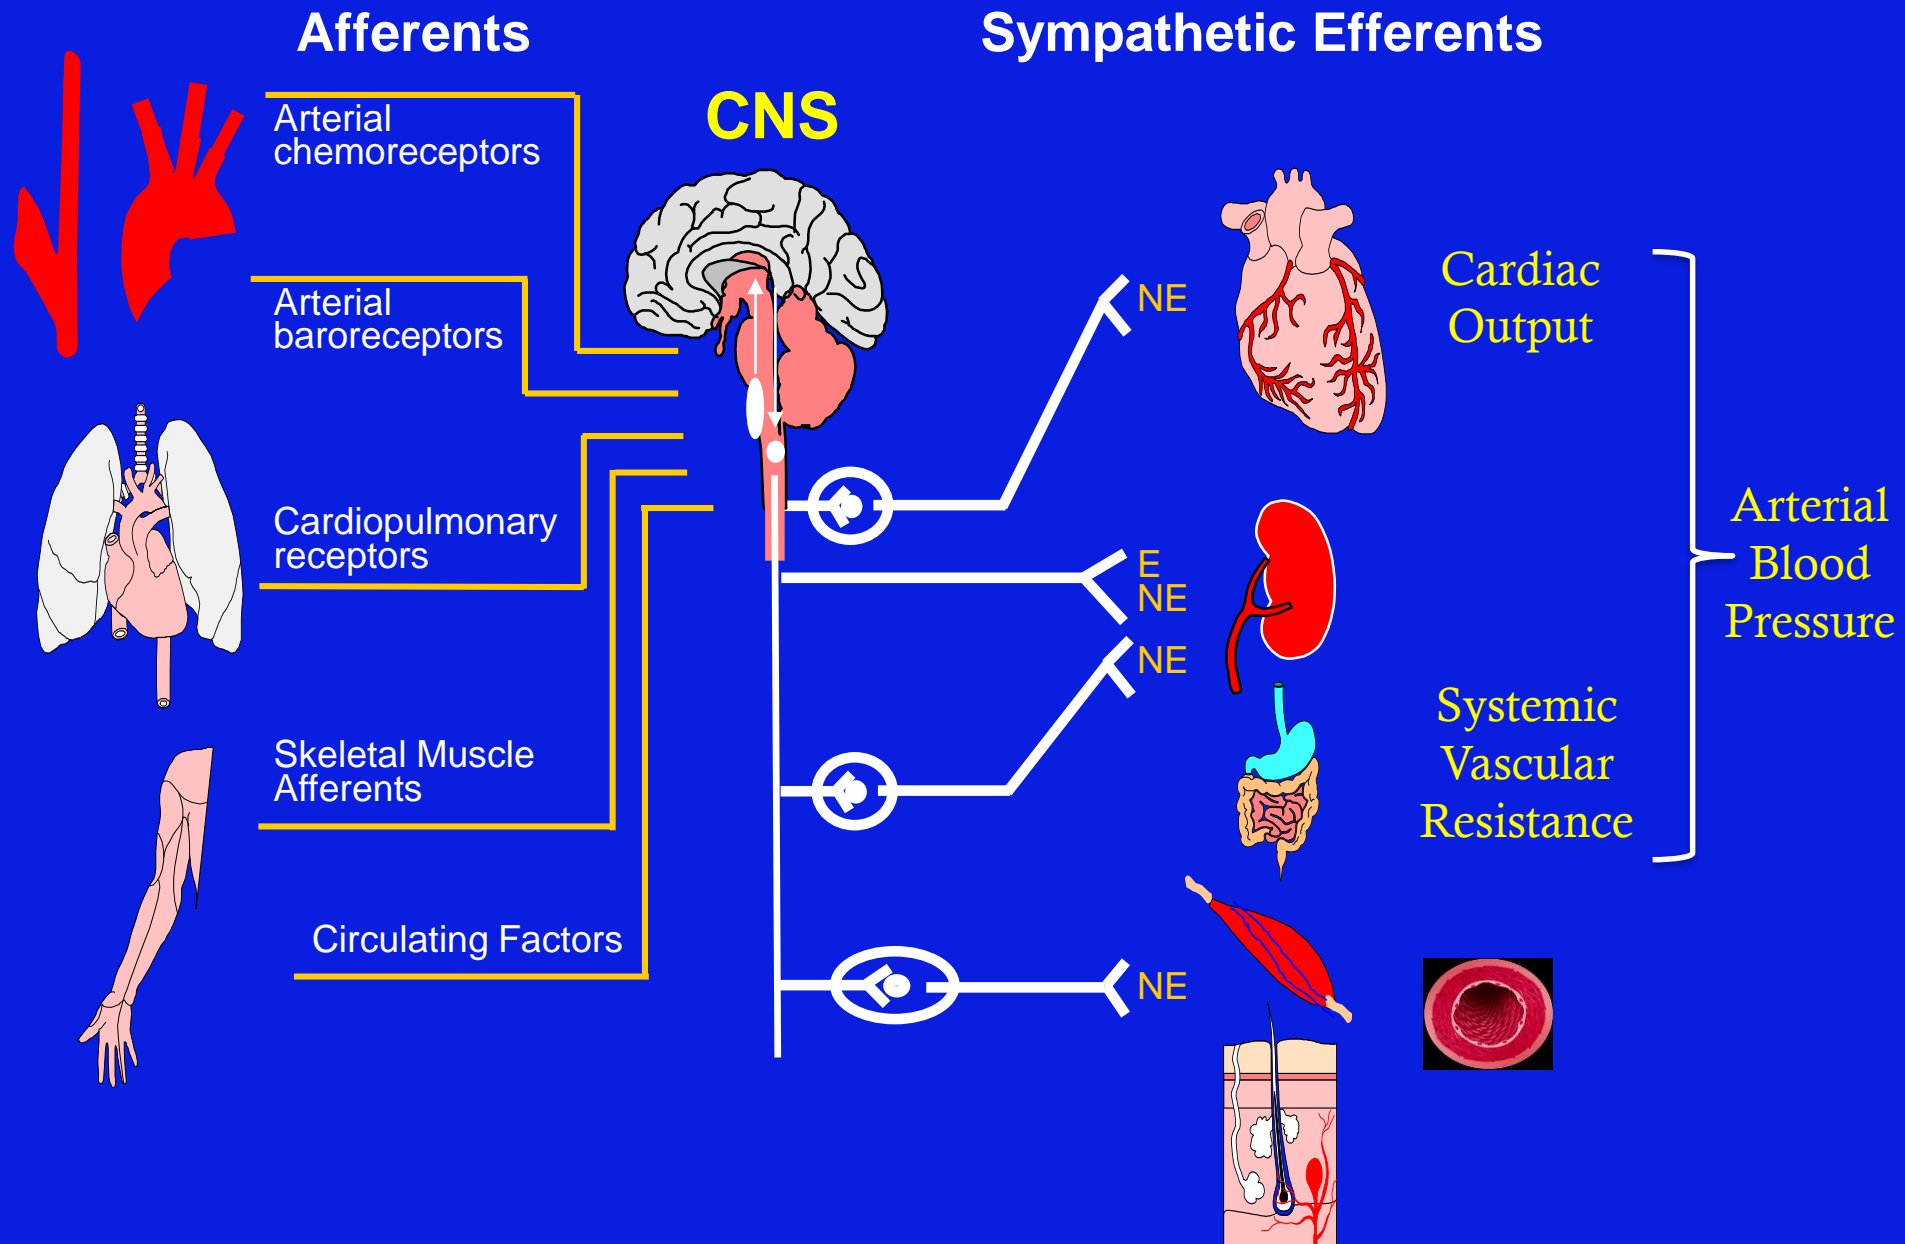 Afferents
Sympathetic Efferents
CNS
Arterial
chemoreceptors
Arterial
baroreceptors
Cardiopulmonary
receptors
Skeletal Muscle
Afferents
Circulating Factors
NE
E
NE
NE
NE
Cardiac
Output
Systemic
Vascular
Resistance
Arterial
Blood
Pressure